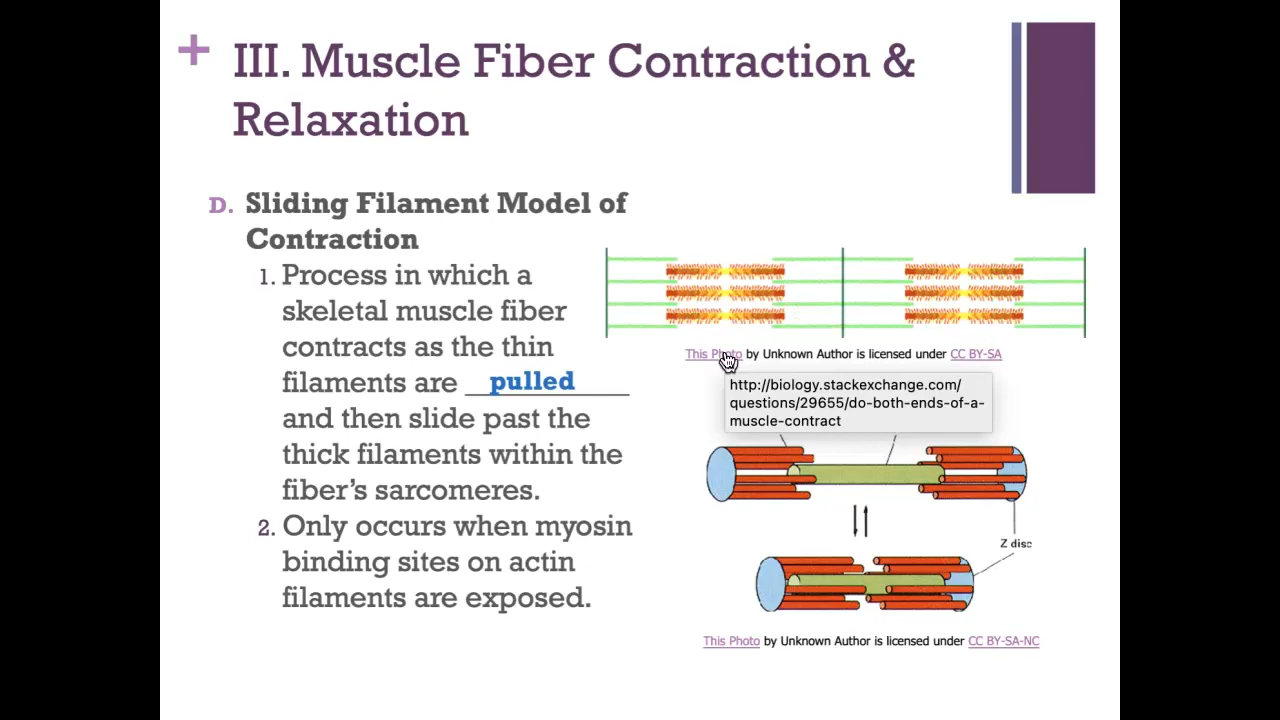 + III. Muscle Fiber Contraction &
Relaxation
D. Sliding Filament Model of
Contraction
1. Process in which a
skeletal muscle fiber
contracts as the thin
filaments are pulled
and then slide past the
thick filaments within the
fiber's sarcomeres.
2. Only occurs when myosin
binding sites on actin
filaments are exposed.
This Photo by Unknown Author is licensed under CC BY-SA
http://biology.stackexchange.com/
questions/29655/do-both-ends-of-a-
muscle-contract
Z disc
This Photo by Unknown Author is licensed under CC BY-SA-NC